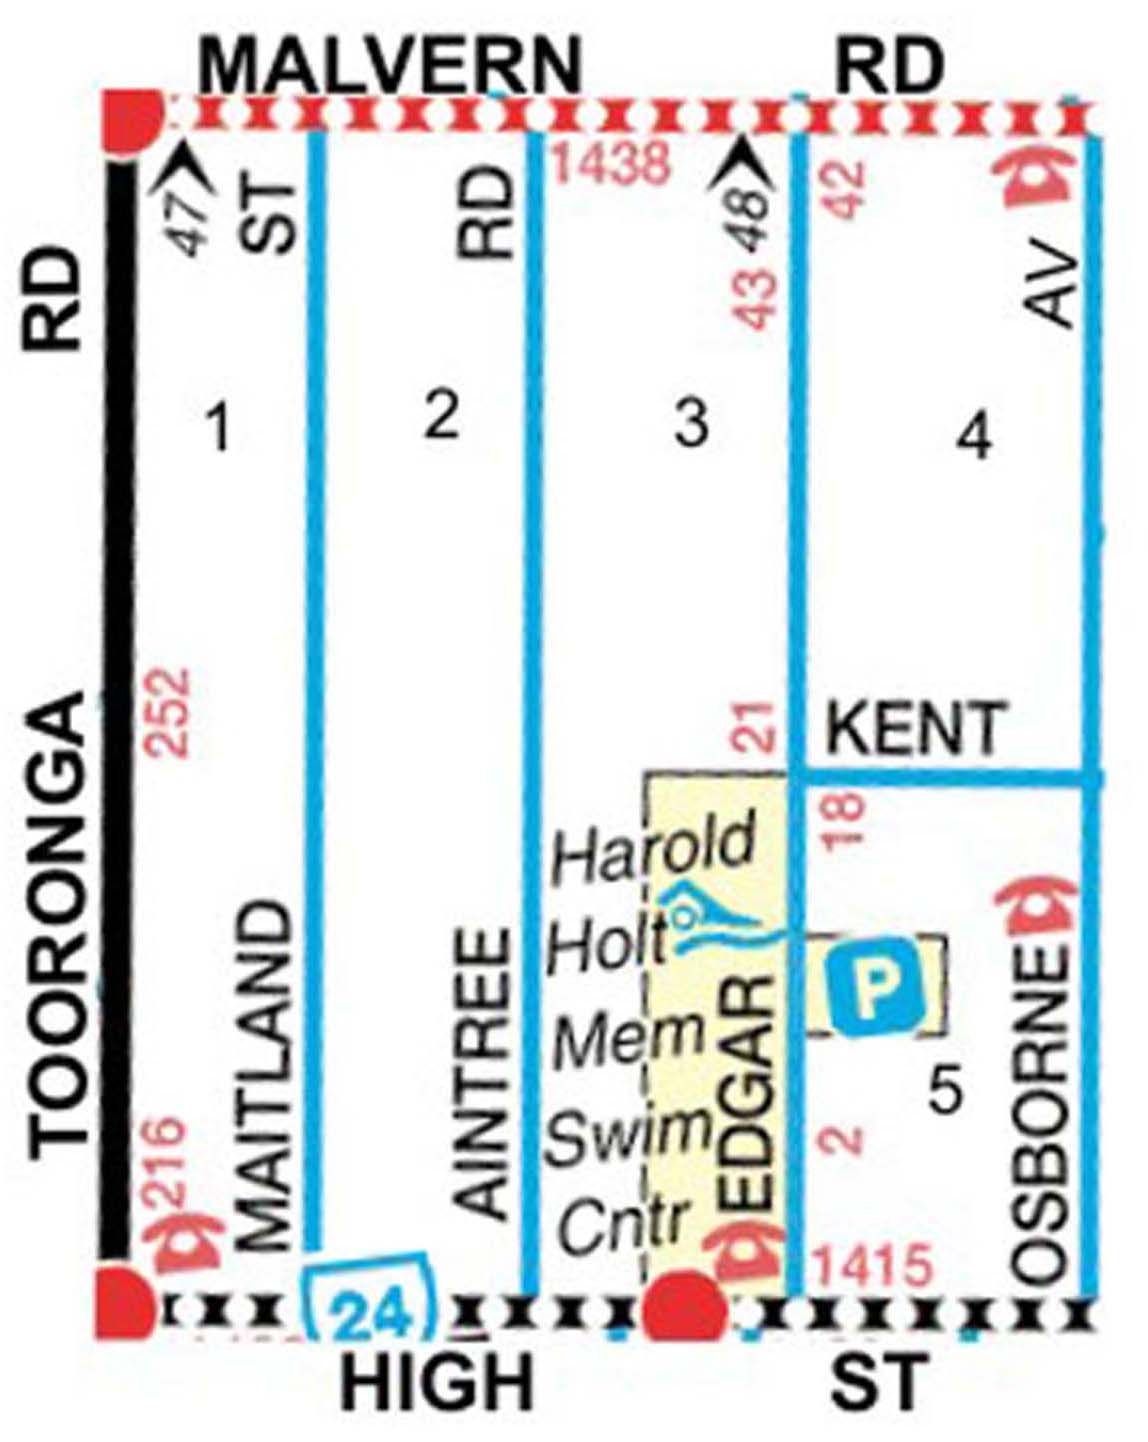 MALVERN RD
1438
42
47
ST
RD
48
43
AV
RD
1
2
3
4
252
21
KENT
TOORONGA
18
Harold
Holt
P
Mem
EDGAR
5
OSBORNE
MAITLAND
AINTREE
216
Swim
2
Cntr
1415
24
HIGH ST